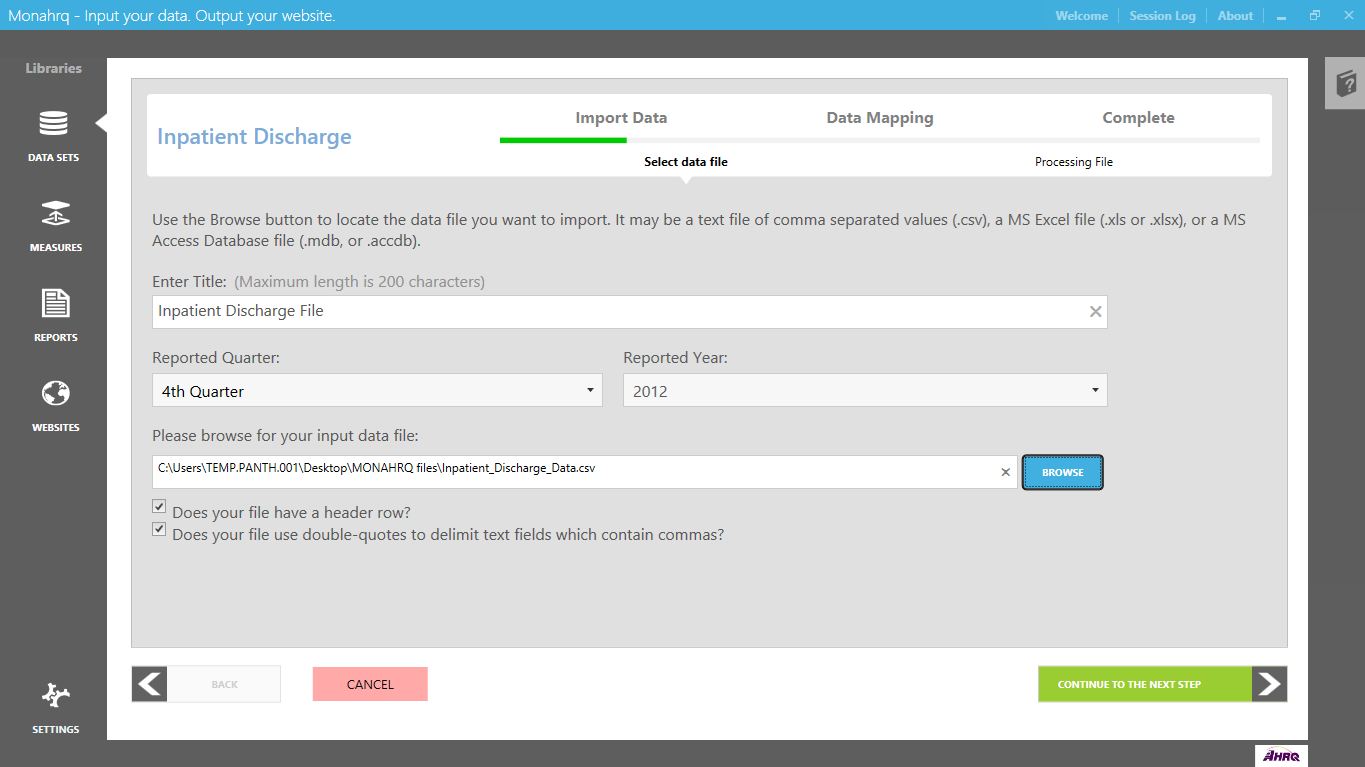 Monahrq - Input your data. Output your website.
Welcome
Session Log
About
Libraries
DATA SETS
MEASURES
REPORTS
WEBSITES
SETTINGS
Inpatient Discharge
Import Data
Data Mapping
Complete
Select data file
Processing File
Use the Browse button to locate the data file you want to import. It may be a text file of comma separated values (.csv), a MS Excel file (.xls or .xlsx), or a MS
Access Database file (.mdb, or .accdb).
Enter Title: (Maximum length is 200 characters)
Inpatient Discharge File
Reported Quarter:
Reported Year:
4th Quarter
2012
Please browse for your input data file:
C:\Users\TEMP.PANTH.001\Desktop\MONAHRQ files\Inpatient_Discharge_Data.csv
BROWSE
Does your file have a header row?
Does your file use double-quotes to delimit text fields which contain commas?
BACK
CANCEL
CONTINUE TO THE NEXT STEP
AHRQ